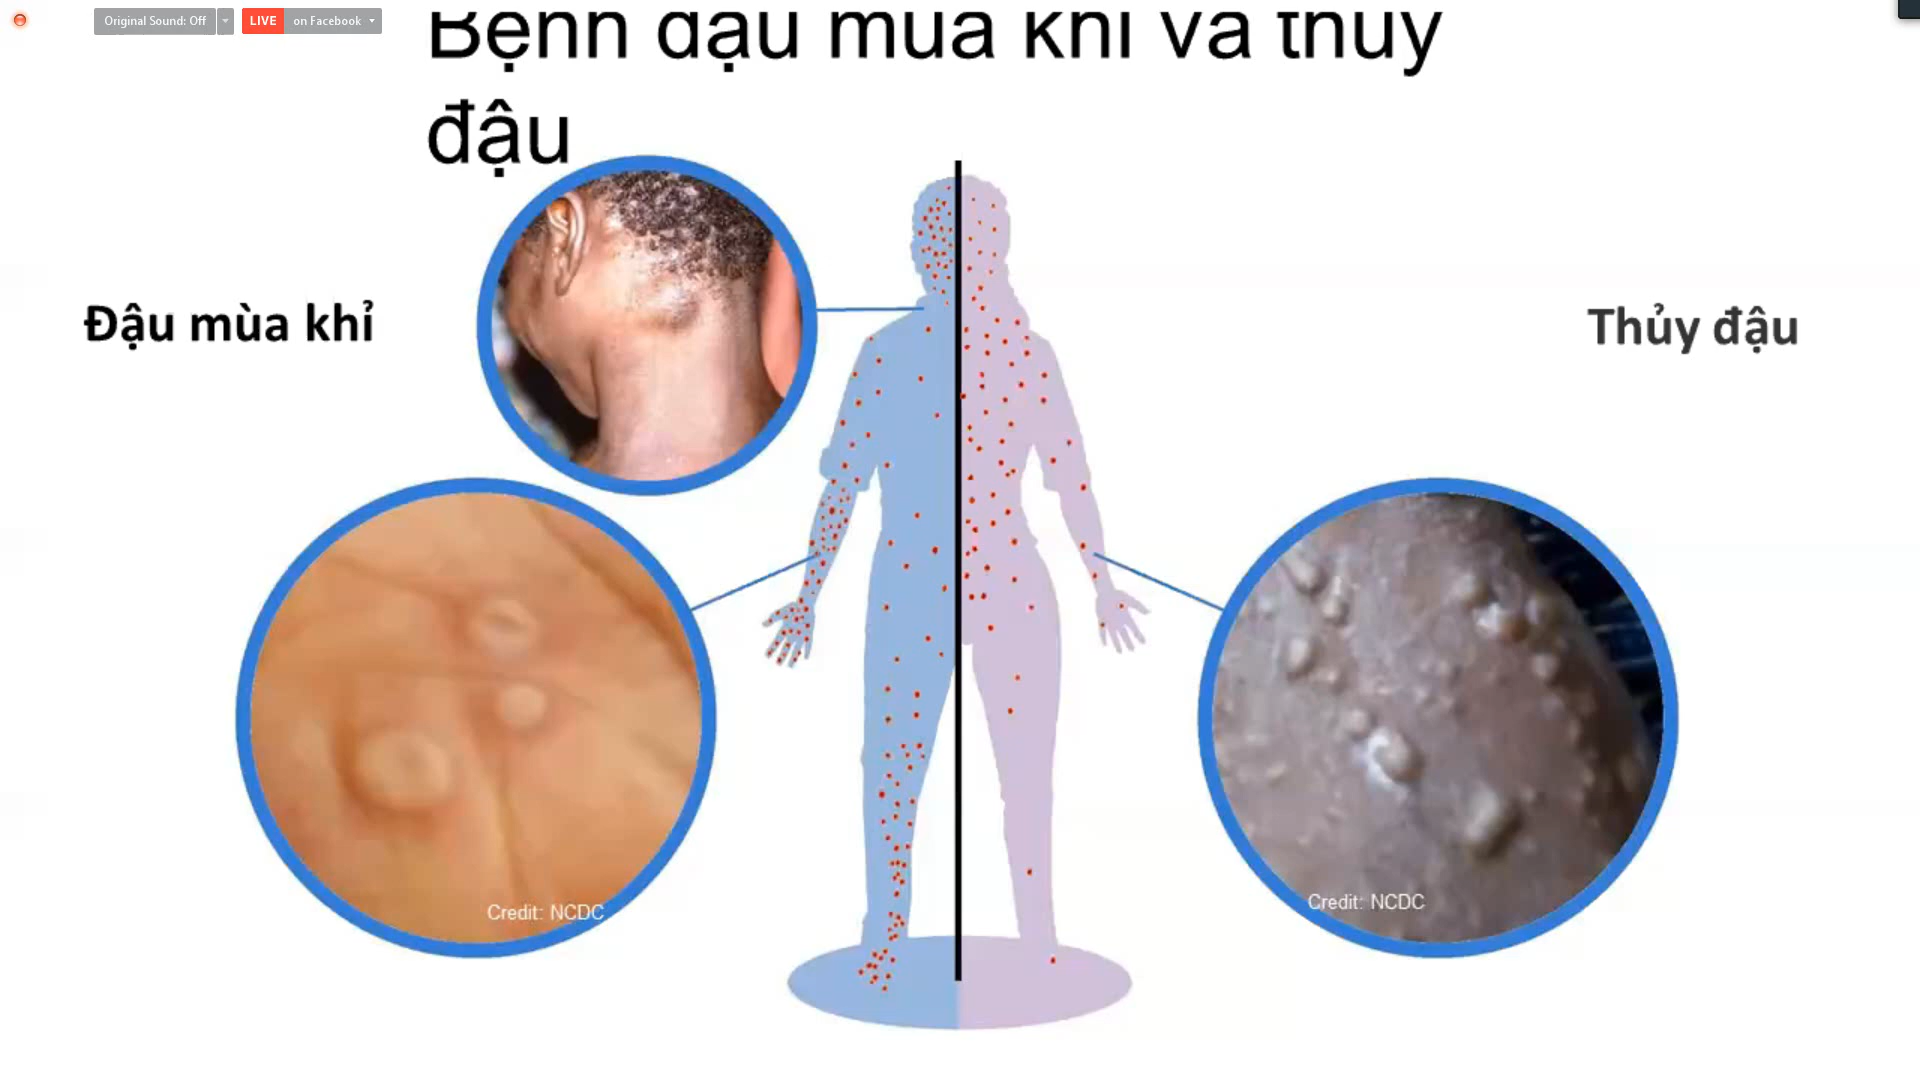 Original Sound: Off
LIVE on Facebook
Bệnh đậu mùa khỉ và thủy
đậu
Đậu mùa khỉ
Thủy đậu
Credit: NCDC
Credit: NCDC